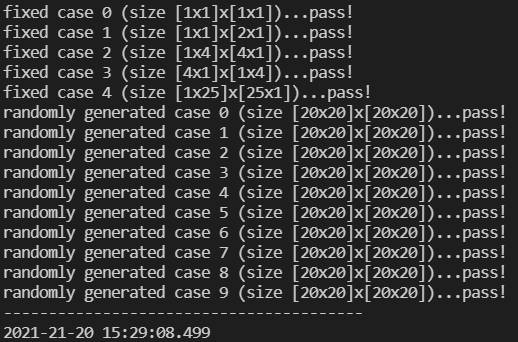 fixed case 0 (size [1x1]x[1x1])...pass!
fixed case 1 (size [1x1]x[2x1])...pass!
fixed case 2 (size [1x4]x[4x1])...pass!
fixed case 3 (size [4x1]x[1x4])...pass!
fixed case 4 (size [1x25]x[25x1])...pass!
randomly generated case 0 (size [20x20]x[20x20])...pass!
randomly generated case 1 (size [20x20]x[20x20])...pass!
randomly generated case 2 (size [20x20]x[20x20])...pass!
randomly generated case 3 (size [20x20]x[20x20])...pass!
randomly generated case 4 (size [20x20]x[20x20])...pass!
randomly generated case 5 (size [20x20]x[20x20])...pass!
randomly generated case 6 (size [20x20]x[20x20])...pass!
randomly generated case 7 (size [20x20]x[20x20])...pass!
randomly generated case 8 (size [20x20]x[20x20])...pass!
randomly generated case 9 (size [20x20]x[20x20])...pass!
----------------------------------------
2021-21-20 15:29:08.499